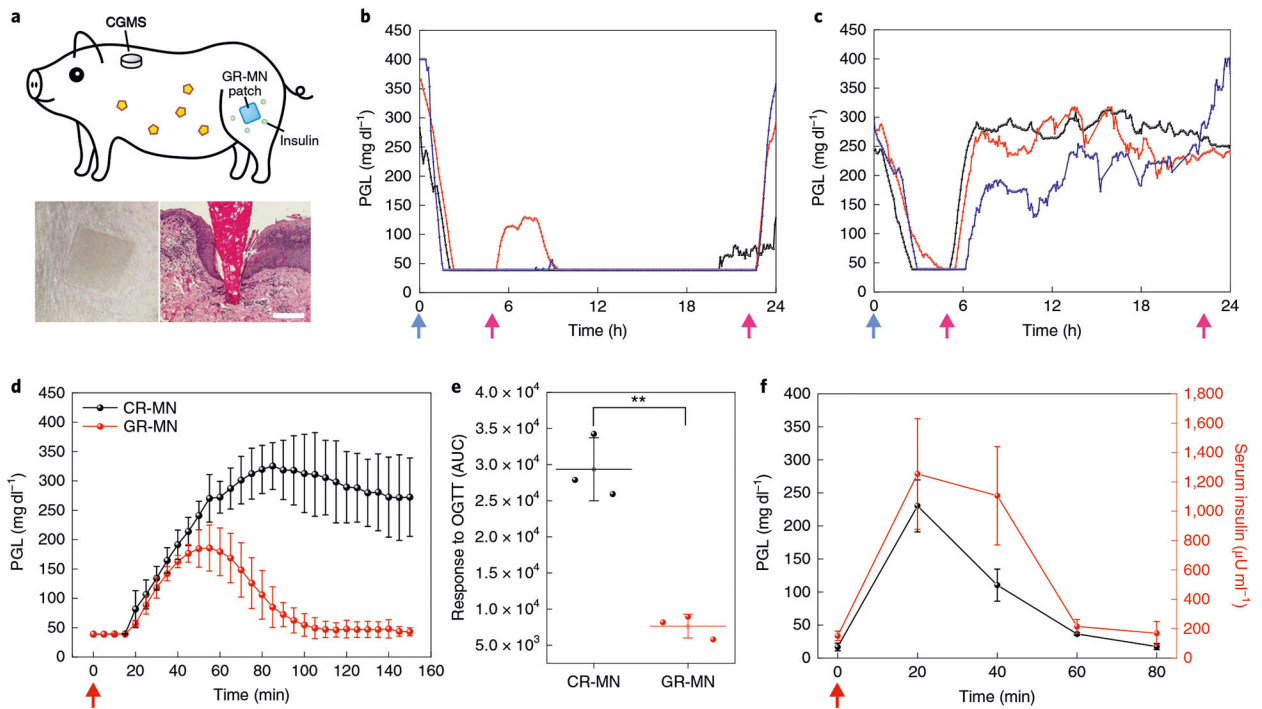 a
CGMS
GR-MN
patch
Insulin
b
PGL (mg dl⁻¹)
450
400
350
300
250
200
150
100
50
0
0 6 12 18 24
Time (h)
c
PGL (mg dl⁻¹)
450
400
350
300
250
200
150
100
50
0
0 6 12 18 24
Time (h)
d
PGL (mg dl⁻¹)
450
400
350
300
250
200
150
100
50
0
CR-MN
GR-MN
0 20 40 60 80 100 120 140 160
Time (min)
e
Response to OGTT (AUC)
4.0 × 10⁴
3.5 × 10⁴
3.0 × 10⁴
2.5 × 10⁴
2.0 × 10⁴
1.5 × 10⁴
1.0 × 10⁴
5.0 × 10³
**
CR-MN GR-MN
f
PGL (mg dl⁻¹)
400
350
300
250
200
150
100
50
0
0 20 40 60 80
Time (min)
1,800
1,600
1,400
1,200
1,000
800
600
400
200
0
Serum insulin (μU ml⁻¹)